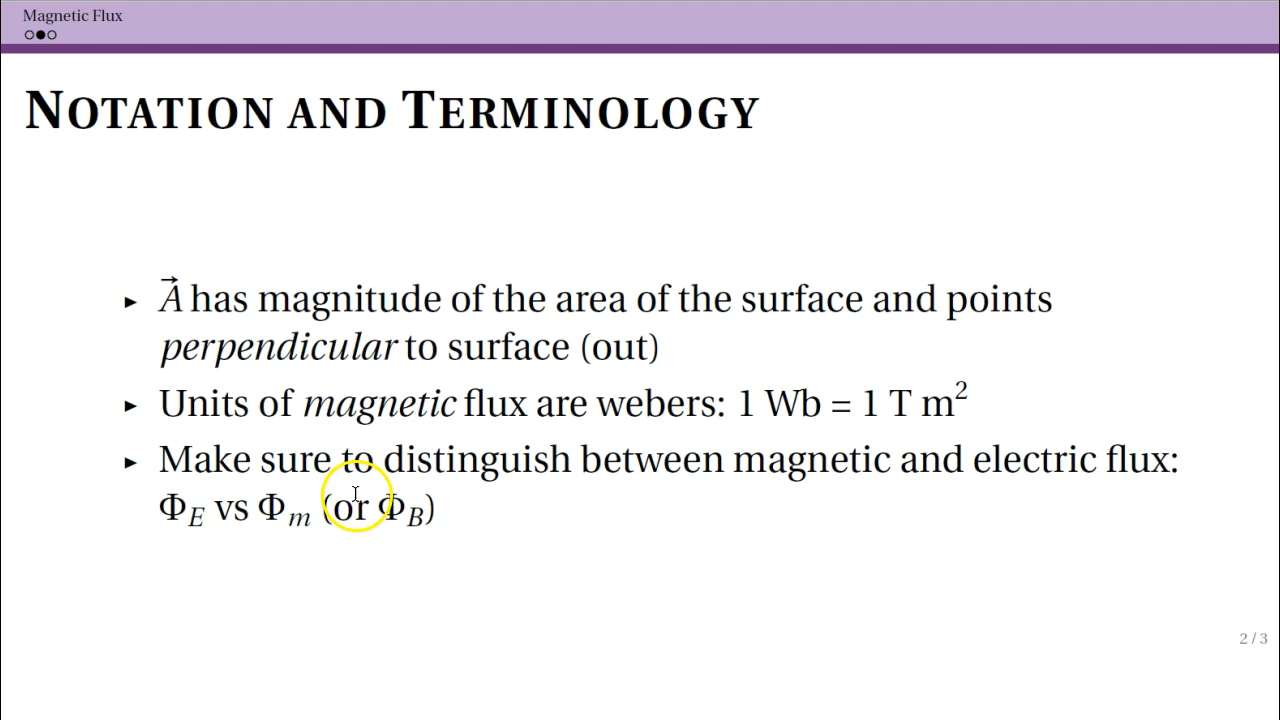 Magnetic Flux
NOTATION AND TERMINOLOGY
▸ A⃗ has magnitude of the area of the surface and points
perpendicular to surface (out)
▸ Units of magnetic flux are webers: 1 Wb = 1 T m²
▸ Make sure to distinguish between magnetic and electric flux:
Φ_E vs Φ_m (or Φ_B)
2 / 3